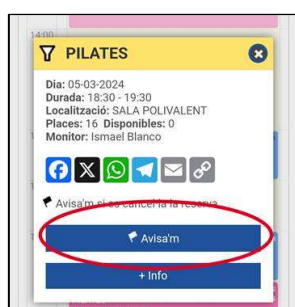 14:00
PILATES
Dia: 05-03-2024
Durada: 18:30 - 19:30
Localització: SALA POLIVALENT
Places: 16 Disponibles: 0
Monitor: Ismael Blanco
Avisa'm si es cancel·la la reserva
Avisa'm
+ Info